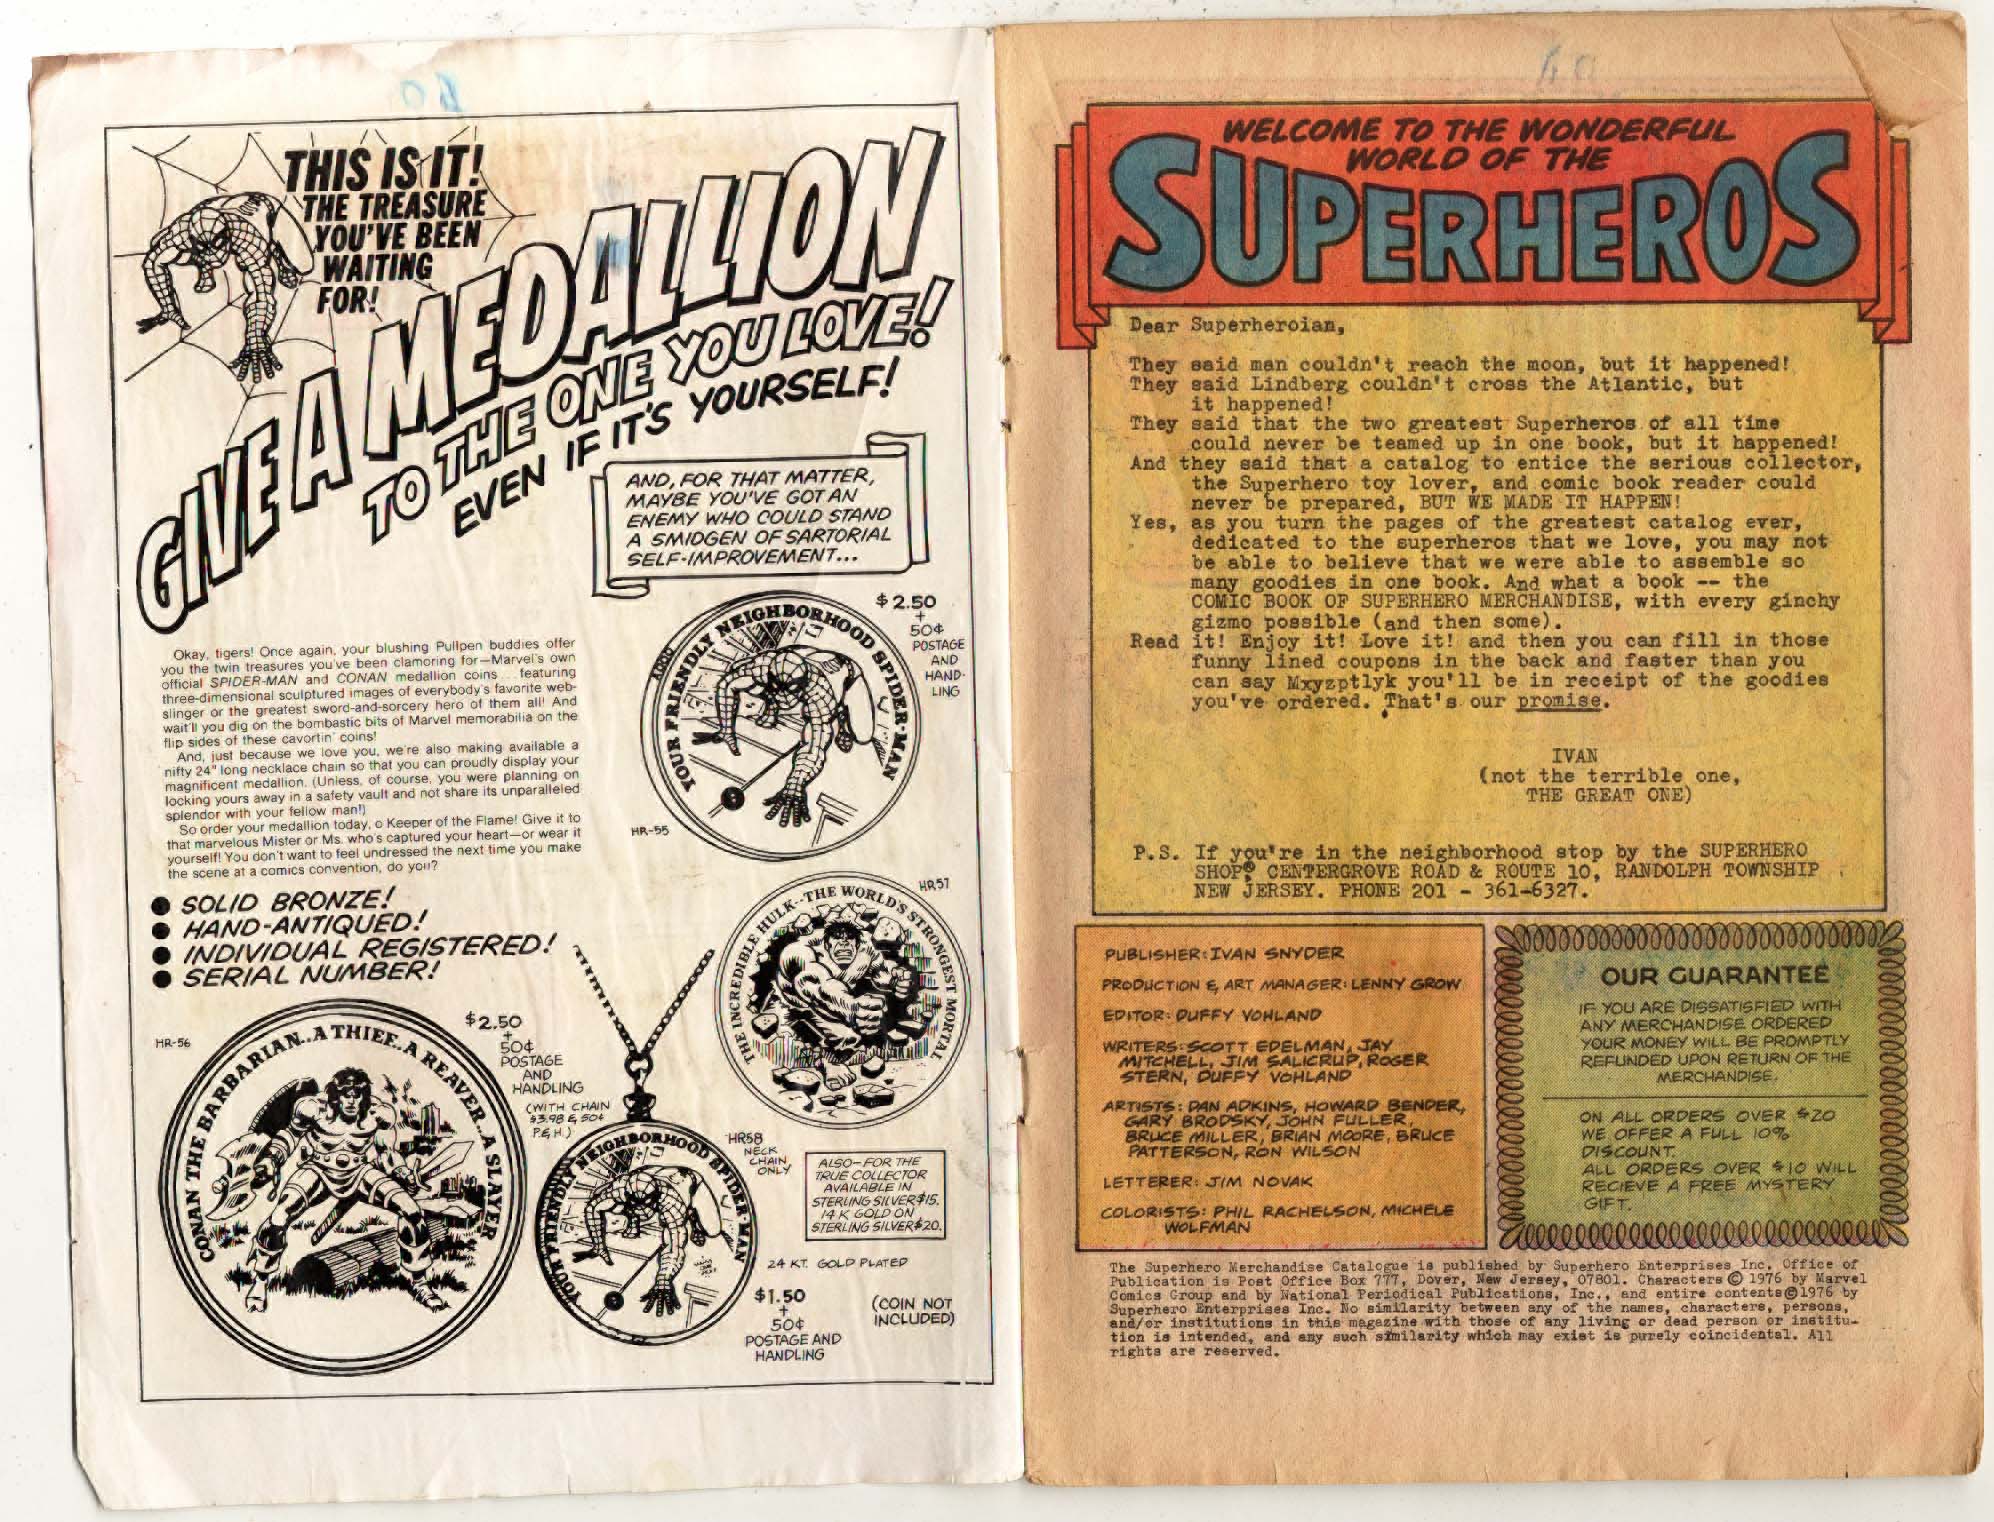 THIS IS IT!
THE TREASURE
YOU'VE BEEN
WAITING
FOR!
GIVE A MEDALLION
TO THE ONE YOU LOVE!
EVEN IF IT'S YOURSELF!
AND, FOR THAT MATTER,
MAYBE YOU'VE GOT AN
ENEMY WHO COULD STAND
A SMIDGEN OF SARTORIAL
SELF-IMPROVEMENT...
Okay, tigers! Once again, your blushing Pullpen buddies offer
you the twin treasures you've been clamoring for—Marvel's own
official SPIDER-MAN and CONAN medallion coins...featuring
three-dimensional sculptured images of everybody's favorite web-
slinger or the greatest sword-and-sorcery hero of them all! And
wait'll you dig on the bombastic bits of Marvel memorabilia on the
flip sides of these cavortin' coins!
And, just because we love you, we're also making available a
nifty 24" long necklace chain so that you can proudly display your
magnificent medallion. (Unless, of course, you were planning on
locking yours away in a safety vault and not share its unparalleled
splendor with your fellow man!)
So order your medallion today, o Keeper of the Flame! Give it to
that marvelous Mister or Ms. who's captured your heart—or wear it
yourself! You don't want to feel undressed the next time you make
the scene at a comics convention, do you?
● SOLID BRONZE!
● HAND-ANTIQUED!
● INDIVIDUAL REGISTERED!
● SERIAL NUMBER!
YOUR FRIENDLY NEIGHBORHOOD SPIDER-MAN
$2.50
+
50¢
POSTAGE
AND
HAND-
LING
HR-55
HR57
THE INCREDIBLE HULK--THE WORLD'S STRONGEST MORTAL
HR-56
CONAN THE BARBARIAN..A THIEF..A REAVER..A SLAYER
$2.50
+
50¢
POSTAGE
AND
HANDLING
(WITH CHAIN
$3.98 & 50¢
P.& H.)
YOUR FRIENDLY NEIGHBORHOOD SPIDER-MAN
HR58
NECK
CHAIN
ONLY
ALSO—FOR THE
TRUE COLLECTOR
AVAILABLE IN
STERLING SILVER $15.
14 K GOLD ON
STERLING SILVER $20.
24 KT. GOLD PLATED
$1.50
+
50¢
POSTAGE AND
HANDLING
(COIN NOT
INCLUDED)
WELCOME TO THE WONDERFUL
WORLD OF THE
SUPERHEROS
Dear Superheroian,
They said man couldn't reach the moon, but it happened!
They said Lindberg couldn't cross the Atlantic, but
it happened!
They said that the two greatest Superheros of all time
could never be teamed up in one book, but it happened!
And they said that a catalog to entice the serious collector,
the Superhero toy lover, and comic book reader could
never be prepared, BUT WE MADE IT HAPPEN!
Yes, as you turn the pages of the greatest catalog ever,
dedicated to the superheros that we love, you may not
be able to believe that we were able to assemble so
many goodies in one book. And what a book -- the
COMIC BOOK OF SUPERHERO MERCHANDISE, with every ginchy
gizmo possible (and then some).
Read it! Enjoy it! Love it! and then you can fill in those
funny lined coupons in the back and faster than you
can say Mxyzptlyk you'll be in receipt of the goodies
you've ordered. That's our promise.
IVAN
(not the terrible one,
THE GREAT ONE)
P.S. If you're in the neighborhood stop by the SUPERHERO
SHOP® CENTERGROVE ROAD & ROUTE 10, RANDOLPH TOWNSHIP
NEW JERSEY. PHONE 201 - 361-6327.
PUBLISHER: IVAN SNYDER
PRODUCTION & ART MANAGER: LENNY GROW
EDITOR: DUFFY VOHLAND
WRITERS: SCOTT EDELMAN, JAY
MITCHELL, JIM SALICRUP, ROGER
STERN, DUFFY VOHLAND
ARTISTS: DAN ADKINS, HOWARD BENDER,
GARY BRODSKY, JOHN FULLER,
BRUCE MILLER, BRIAN MOORE, BRUCE
PATTERSON, RON WILSON
LETTERER: JIM NOVAK
COLORISTS: PHIL RACHELSON, MICHELE
WOLFMAN
OUR GUARANTEE
IF YOU ARE DISSATISFIED WITH
ANY MERCHANDISE ORDERED
YOUR MONEY WILL BE PROMPTLY
REFUNDED UPON RETURN OF THE
MERCHANDISE.
ON ALL ORDERS OVER $20
WE OFFER A FULL 10%
DISCOUNT.
ALL ORDERS OVER $10 WILL
RECIEVE A FREE MYSTERY
GIFT.
The Superhero Merchandise Catalogue is published by Superhero Enterprises Inc. Office of
Publication is Post Office Box 777, Dover, New Jersey, 07801. Characters © 1976 by Marvel
Comics Group and by National Periodical Publications, Inc., and entire contents © 1976 by
Superhero Enterprises Inc. No similarity between any of the names, characters, persons,
and/or institutions in this magazine with those of any living or dead person or institu-
tion is intended, and any such similarity which may exist is purely coincidental. All
rights are reserved.